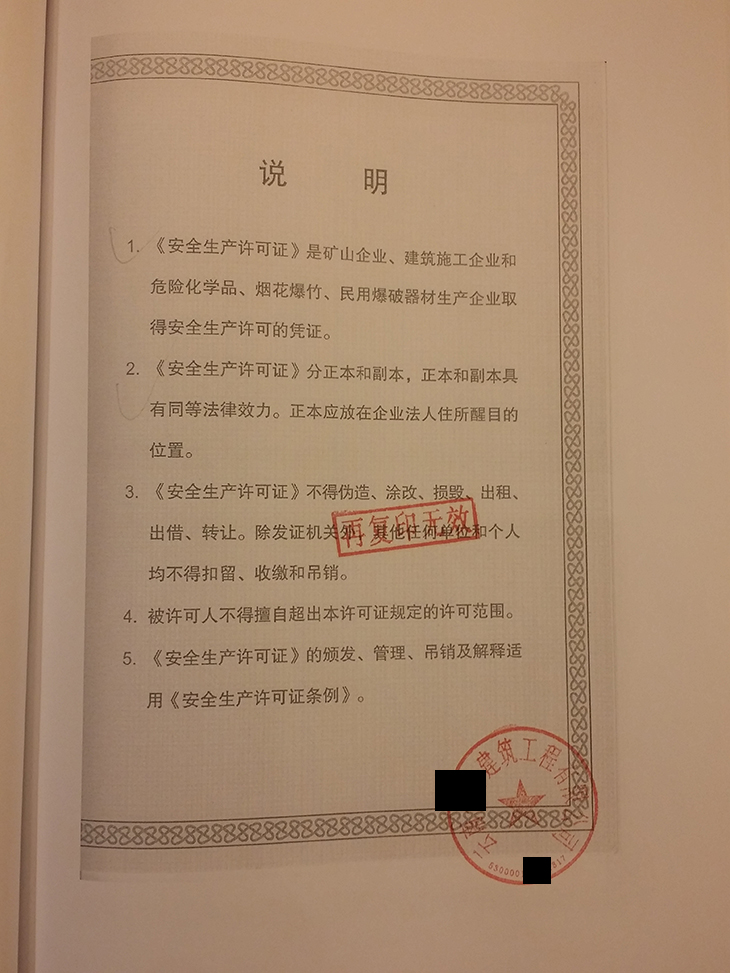 说 明
1. 《安全生产许可证》是矿山企业、建筑施工企业和
危险化学品、烟花爆竹、民用爆破器材生产企业取
得安全生产许可的凭证。
2. 《安全生产许可证》分正本和副本，正本和副本具
有同等法律效力。正本应放在企业法人住所醒目的
位置。
3. 《安全生产许可证》不得伪造、涂改、损毁、出租、
出借、转让。除发证机关外，其他任何单位和个人
均不得扣留、收缴和吊销。
再复印无效
4. 被许可人不得擅自超出本许可证规定的许可范围。
5. 《安全生产许可证》的颁发、管理、吊销及解释适
用《安全生产许可证条例》。
建筑工程有限公司